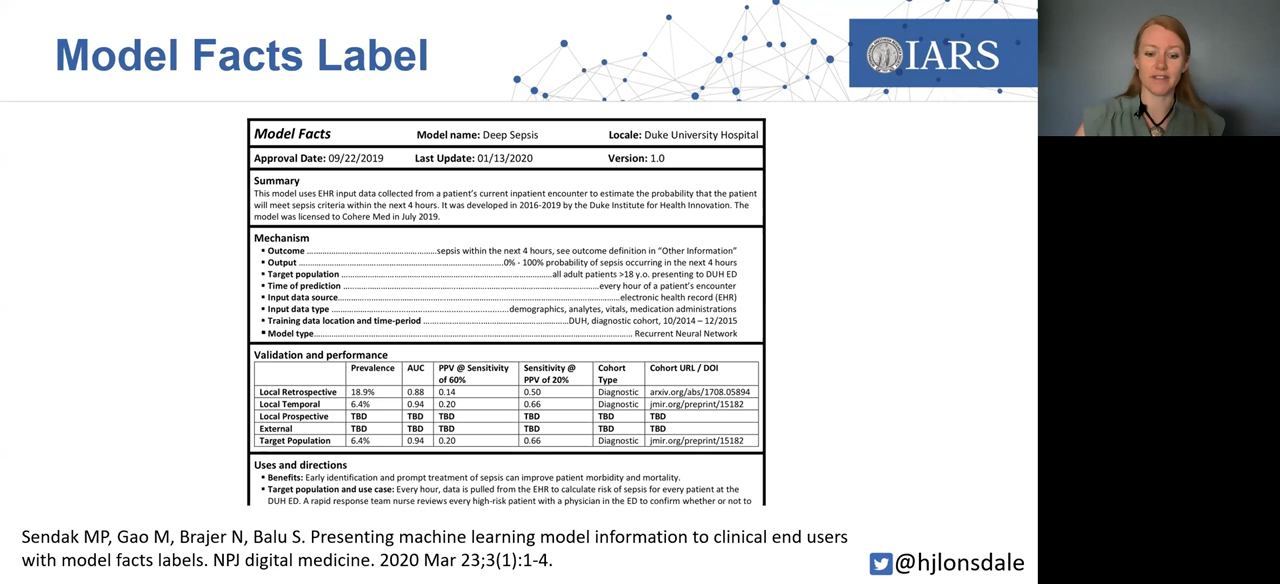 Model Facts Label
IARS
Model Facts Model name: Deep Sepsis Locale: Duke University Hospital
Approval Date: 09/22/2019 Last Update: 01/13/2020 Version: 1.0
Summary
This model uses EHR input data collected from a patient's current inpatient encounter to estimate the probability that the patient
will meet sepsis criteria within the next 4 hours. It was developed in 2016-2019 by the Duke Institute for Health Innovation. The
model was licensed to Cohere Med in July 2019.
Mechanism
▪ Outcome ................................................sepsis within the next 4 hours, see outcome definition in "Other Information"
▪ Output ........................................................................0% - 100% probability of sepsis occurring in the next 4 hours
▪ Target population ........................................................................all adult patients >18 y.o. presenting to DUH ED
▪ Time of prediction ........................................................................................every hour of a patient's encounter
▪ Input data source.................................................................................................electronic health record (EHR)
▪ Input data type ............................................................demographics, analytes, vitals, medication administrations
▪ Training data location and time-period ..................................................DUH, diagnostic cohort, 10/2014 – 12/2015
▪ Model type.................................................................................................................. Recurrent Neural Network
Validation and performance
Prevalence AUC PPV @ Sensitivity Sensitivity @ Cohort Cohort URL / DOI
of 60% PPV of 20% Type
Local Retrospective 18.9% 0.88 0.14 0.50 Diagnostic arxiv.org/abs/1708.05894
Local Temporal 6.4% 0.94 0.20 0.66 Diagnostic jmir.org/preprint/15182
Local Prospective TBD TBD TBD TBD TBD TBD
External TBD TBD TBD TBD TBD TBD
Target Population 6.4% 0.94 0.20 0.66 Diagnostic jmir.org/preprint/15182
Uses and directions
▪ Benefits: Early identification and prompt treatment of sepsis can improve patient morbidity and mortality.
▪ Target population and use case: Every hour, data is pulled from the EHR to calculate risk of sepsis for every patient at the
DUH ED. A rapid response team nurse reviews every high-risk patient with a physician in the ED to confirm whether or not to
Sendak MP, Gao M, Brajer N, Balu S. Presenting machine learning model information to clinical end users
with model facts labels. NPJ digital medicine. 2020 Mar 23;3(1):1-4.
@hjlonsdale